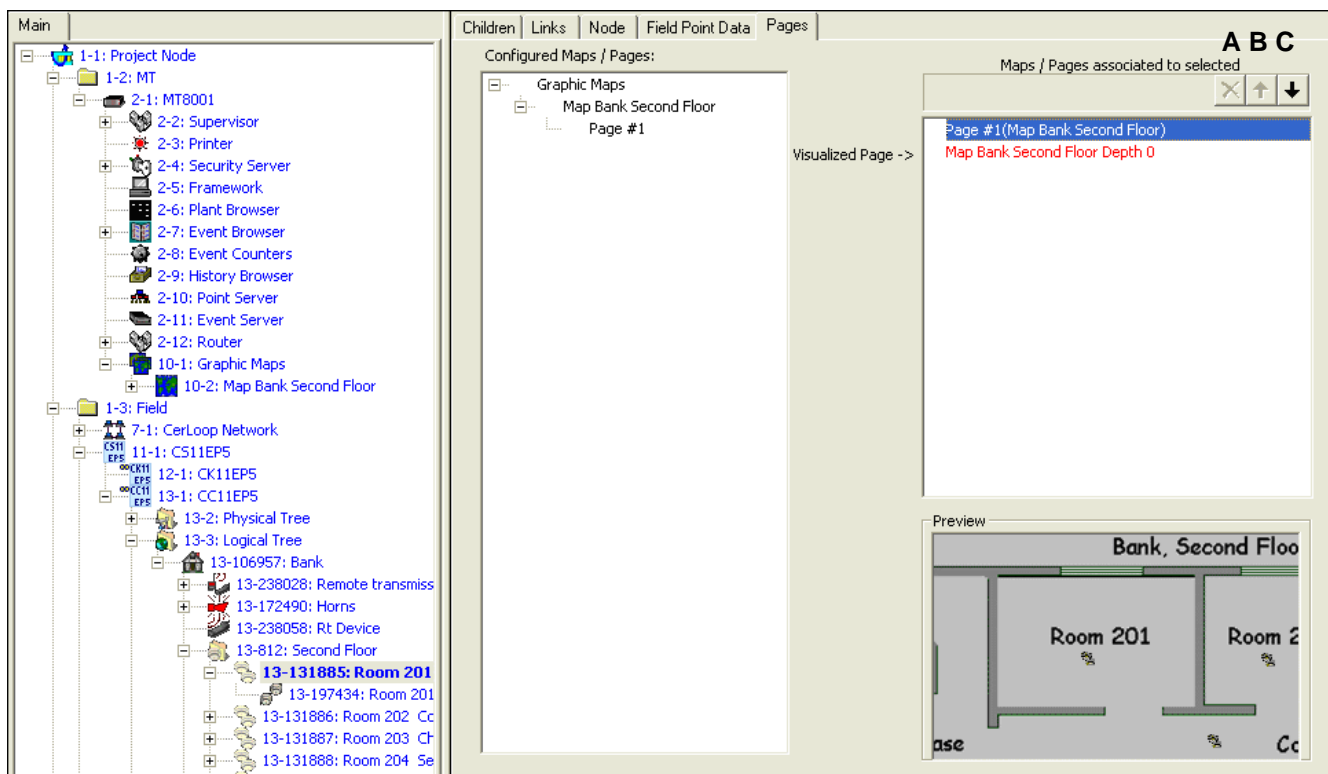 Main
1-1: Project Node
1-2: MT
2-1: MT8001
2-2: Supervisor
2-3: Printer
2-4: Security Server
2-5: Framework
2-6: Plant Browser
2-7: Event Browser
2-8: Event Counters
2-9: History Browser
2-10: Point Server
2-11: Event Server
2-12: Router
10-1: Graphic Maps
10-2: Map Bank Second Floor
1-3: Field
7-1: CerLoop Network
CS11 EP5 11-1: CS11EP5
CK11 EP5 12-1: CK11EP5
CC11 EP5 13-1: CC11EP5
13-2: Physical Tree
13-3: Logical Tree
13-106957: Bank
13-238028: Remote transmiss
13-172490: Horns
13-238058: Rt Device
13-812: Second Floor
13-131885: Room 201
13-197434: Room 201
13-131886: Room 202 Cc
13-131887: Room 203 Ch
13-131888: Room 204 Se
Children Links Node Field Point Data Pages
Configured Maps / Pages:
Graphic Maps
Map Bank Second Floor
Page #1
Visualized Page ->
A B C
Maps / Pages associated to selected
Page #1(Map Bank Second Floor)
Map Bank Second Floor Depth 0
Preview
Bank, Second Floo
Room 201 Room 2
ase Co